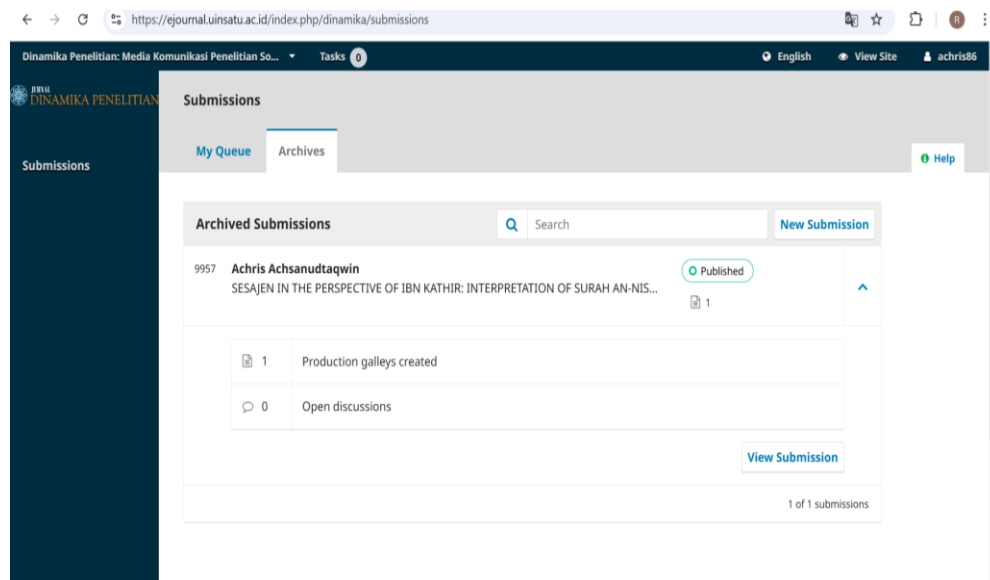 https://ejournal.uinsatu.ac.id/index.php/dinamika/submissions
R
Dinamika Penelitian: Media Komunikasi Penelitian So...
Tasks 0
English
View Site
achris86
JURNAL
DINAMIKA PENELITIAN
Submissions
Submissions
My Queue
Archives
Help
Archived Submissions
Search
New Submission
9957
Achris Achsanudtaqwin
Published
SESAJEN IN THE PERSPECTIVE OF IBN KATHIR: INTERPRETATION OF SURAH AN-NIS...
1
1 Production galleys created
0 Open discussions
View Submission
1 of 1 submissions